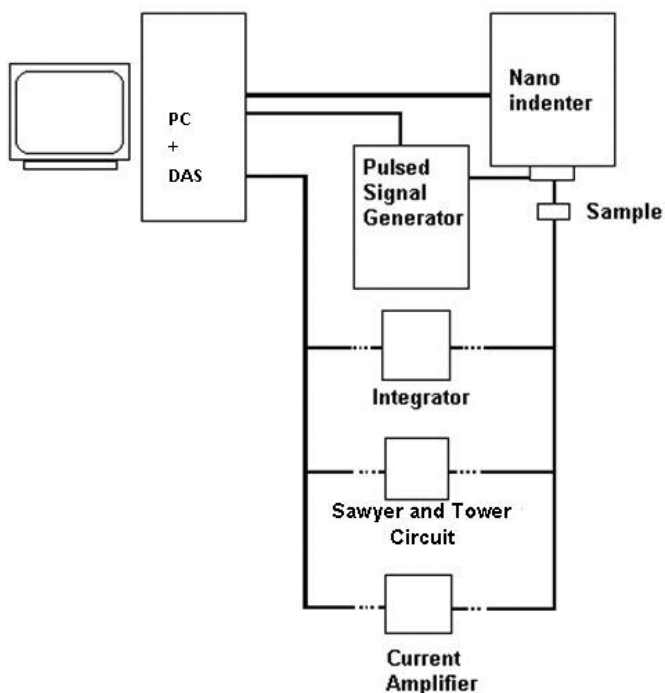 PC
+
DAS
Nano
indenter
Pulsed
Signal
Generator
Sample
Integrator
Sawyer and Tower
Circuit
Current
Amplifier